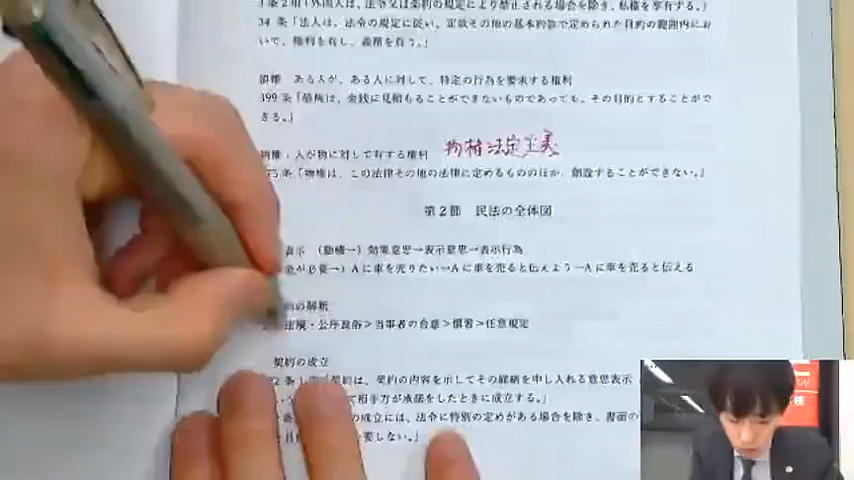 3条2項「外国人は、法令又は条約の規定により禁止される場合を除き、私権を享有する。」
34 条「法人は、法令の規定に従い、定款その他の基本約款で定められた目的の範囲内にお
いて、権利を有し、義務を負う。」
債権 ある人が、ある人に対して、特定の行為を要求する権利
399 条「債権は、金銭に見積もることができないものであっても、その目的とすることがで
きる。」
物権：人が物に対して有する権利 物権法定主義
75 条「物権は、この法律その他の法律に定めるもののほか、創設することができない。」
第2節 民法の全体図
表示 (動機→) 効果意思→表示意思→表示行為
金が必要→) Aに車を売りたい→Aに車を売ると伝えよう→Aに車を売ると伝える
約の解釈
法規・公序良俗>当事者の合意>慣習>任意規定
契約の成立
22 条 1 「契約は、契約の内容を示してその締結を申し入れる意思表示
て相手方が承諾をしたときに成立する。」
の成立には、法令に特別の定めがある場合を除き、書面の
要しない。」